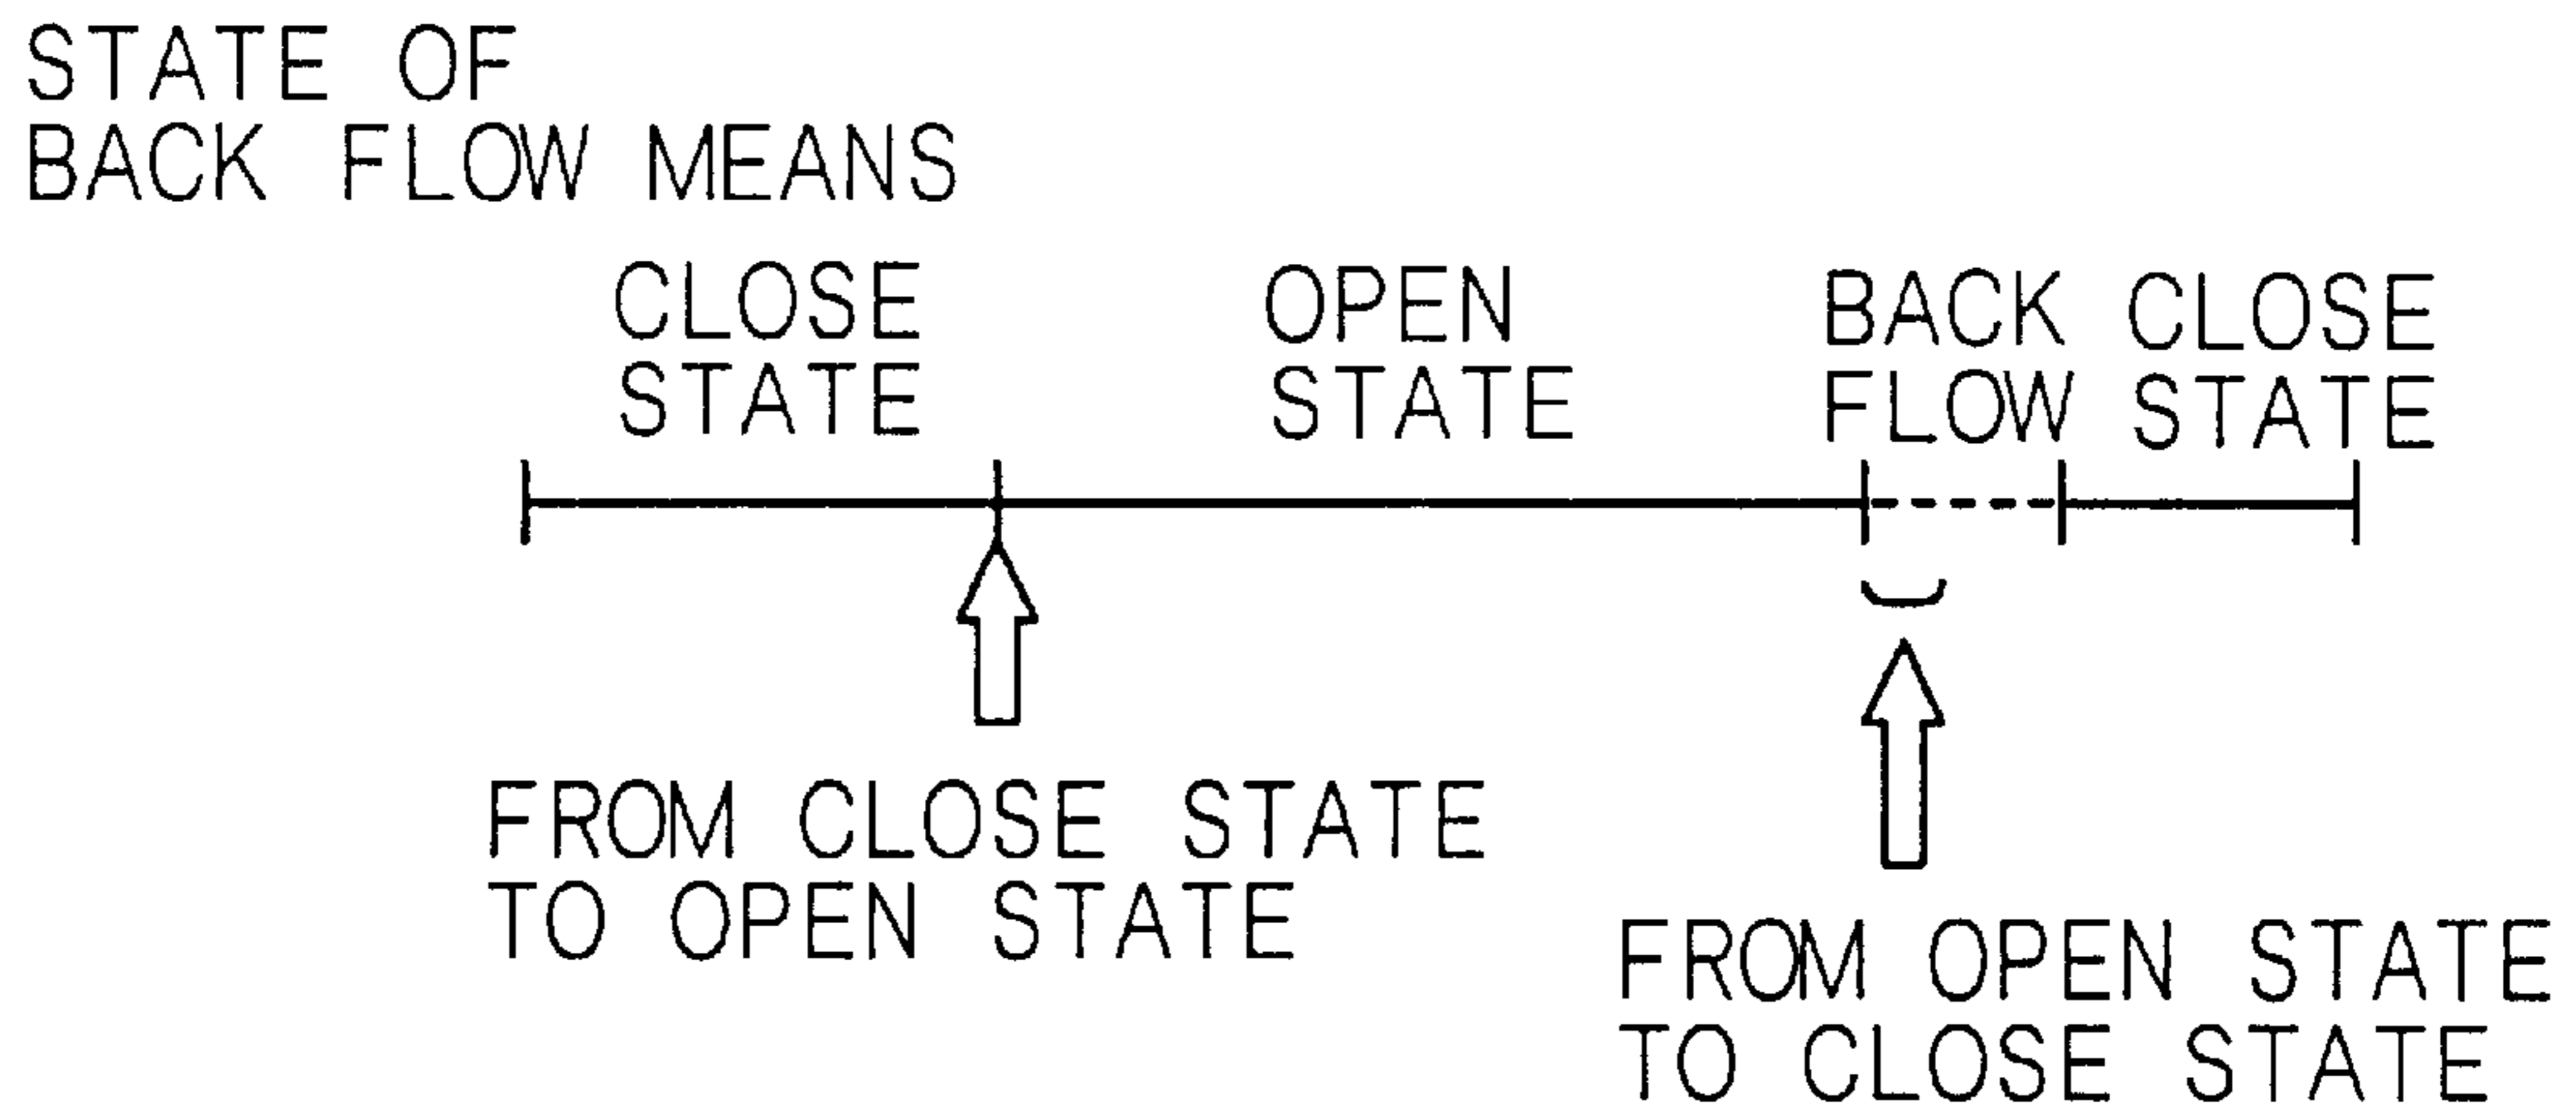 STATE OF
BACK FLOW MEANS
CLOSE
STATE
OPEN
STATE
BACK
FLOW
CLOSE
STATE
FROM CLOSE STATE
TO OPEN STATE
FROM OPEN STATE
TO CLOSE STATE